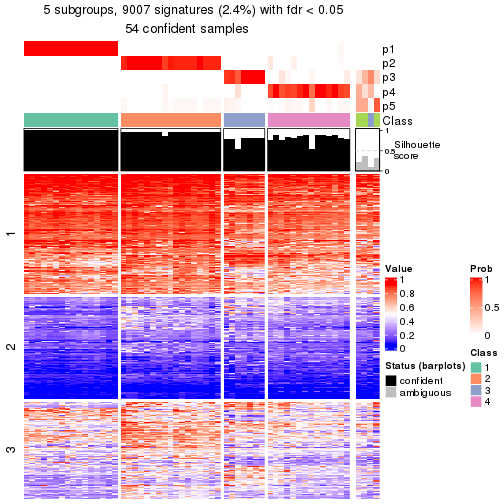 5 subgroups, 9007 signatures (2.4%) with fdr < 0.05
54 confident samples
p1
p2
p3
p4
p5
Class
1
0.5
0
Silhouette
score
1
2
3
Value
1
0.8
0.6
0.4
0.2
0
Status (barplots)
confident
ambiguous
Prob
1
0.5
0
Class
1
2
3
4